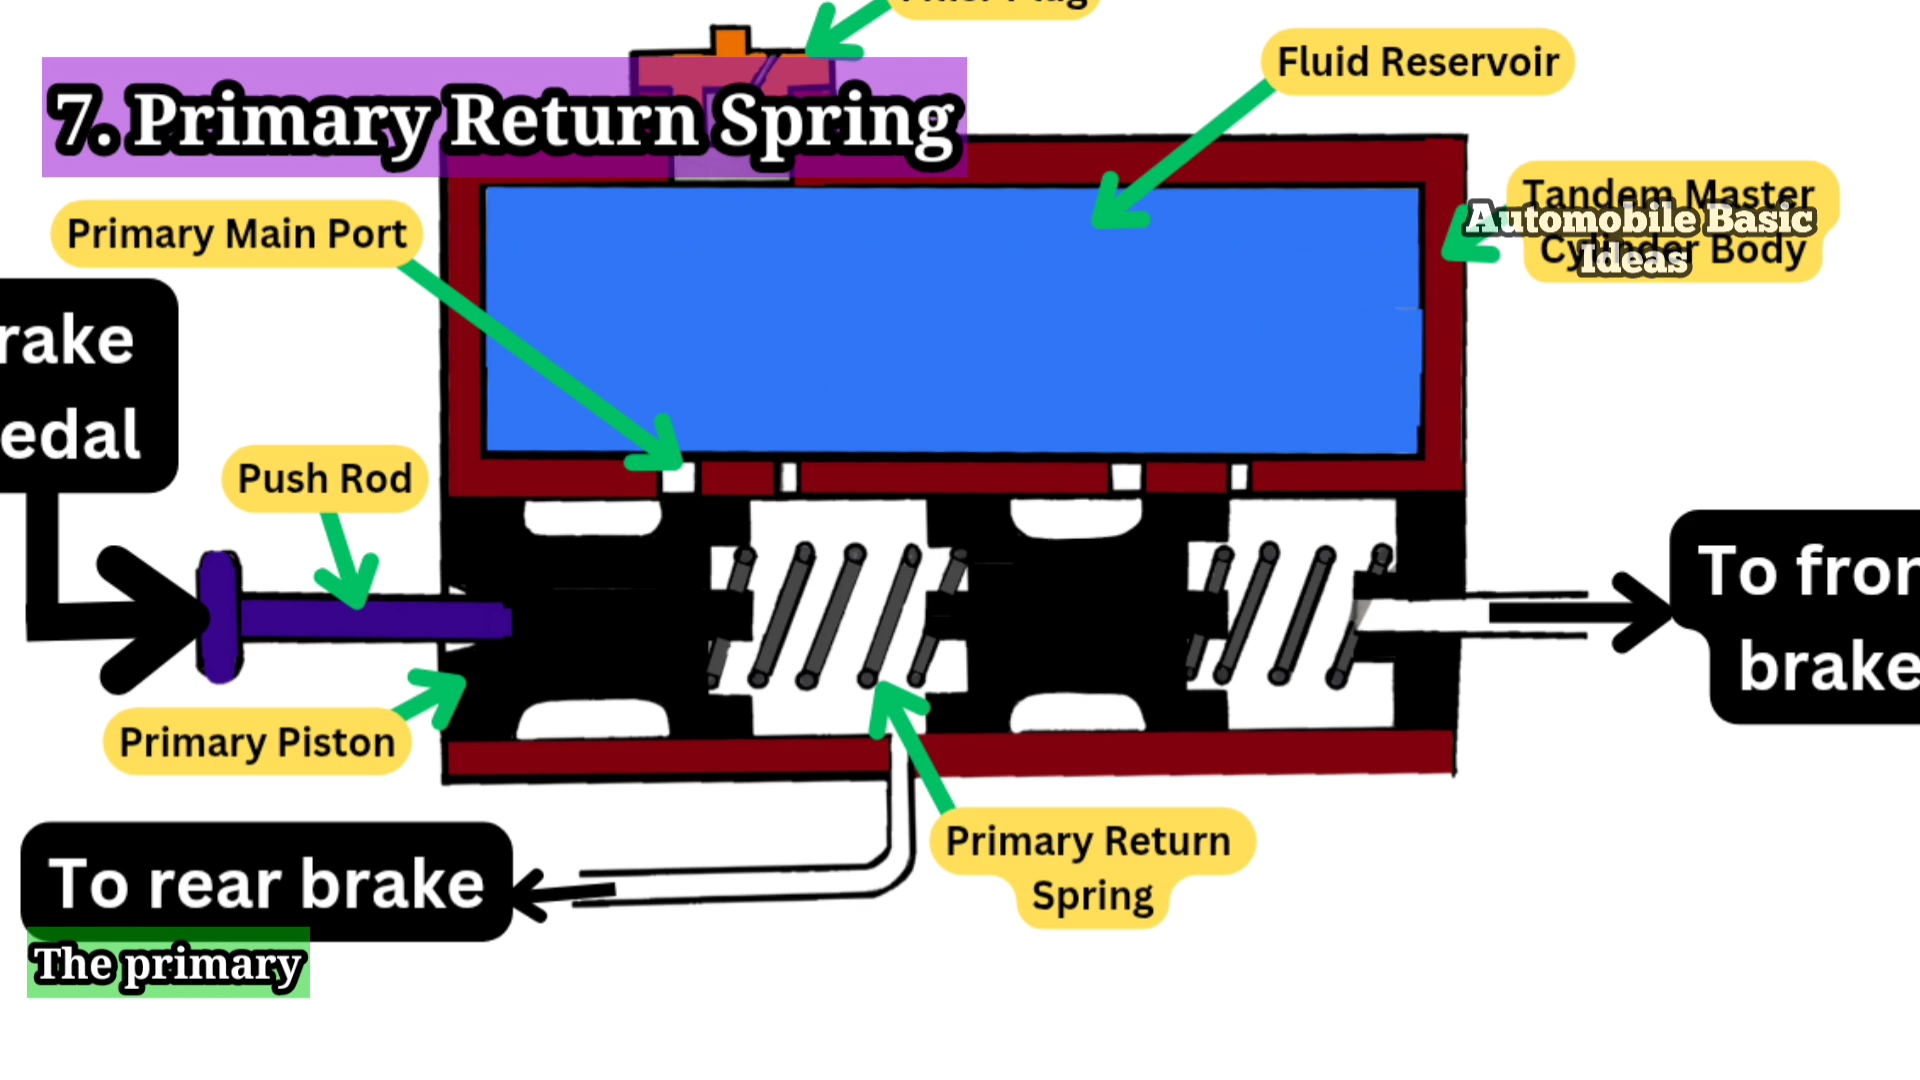 Fluid Reservoir
7. Primary Return Spring
Tandem Master
Cylinder Body
Automobile Basic
Ideas
Primary Main Port
rake
edal
Push Rod
To fron
brake
Primary Piston
Primary Return
Spring
To rear brake
The primary